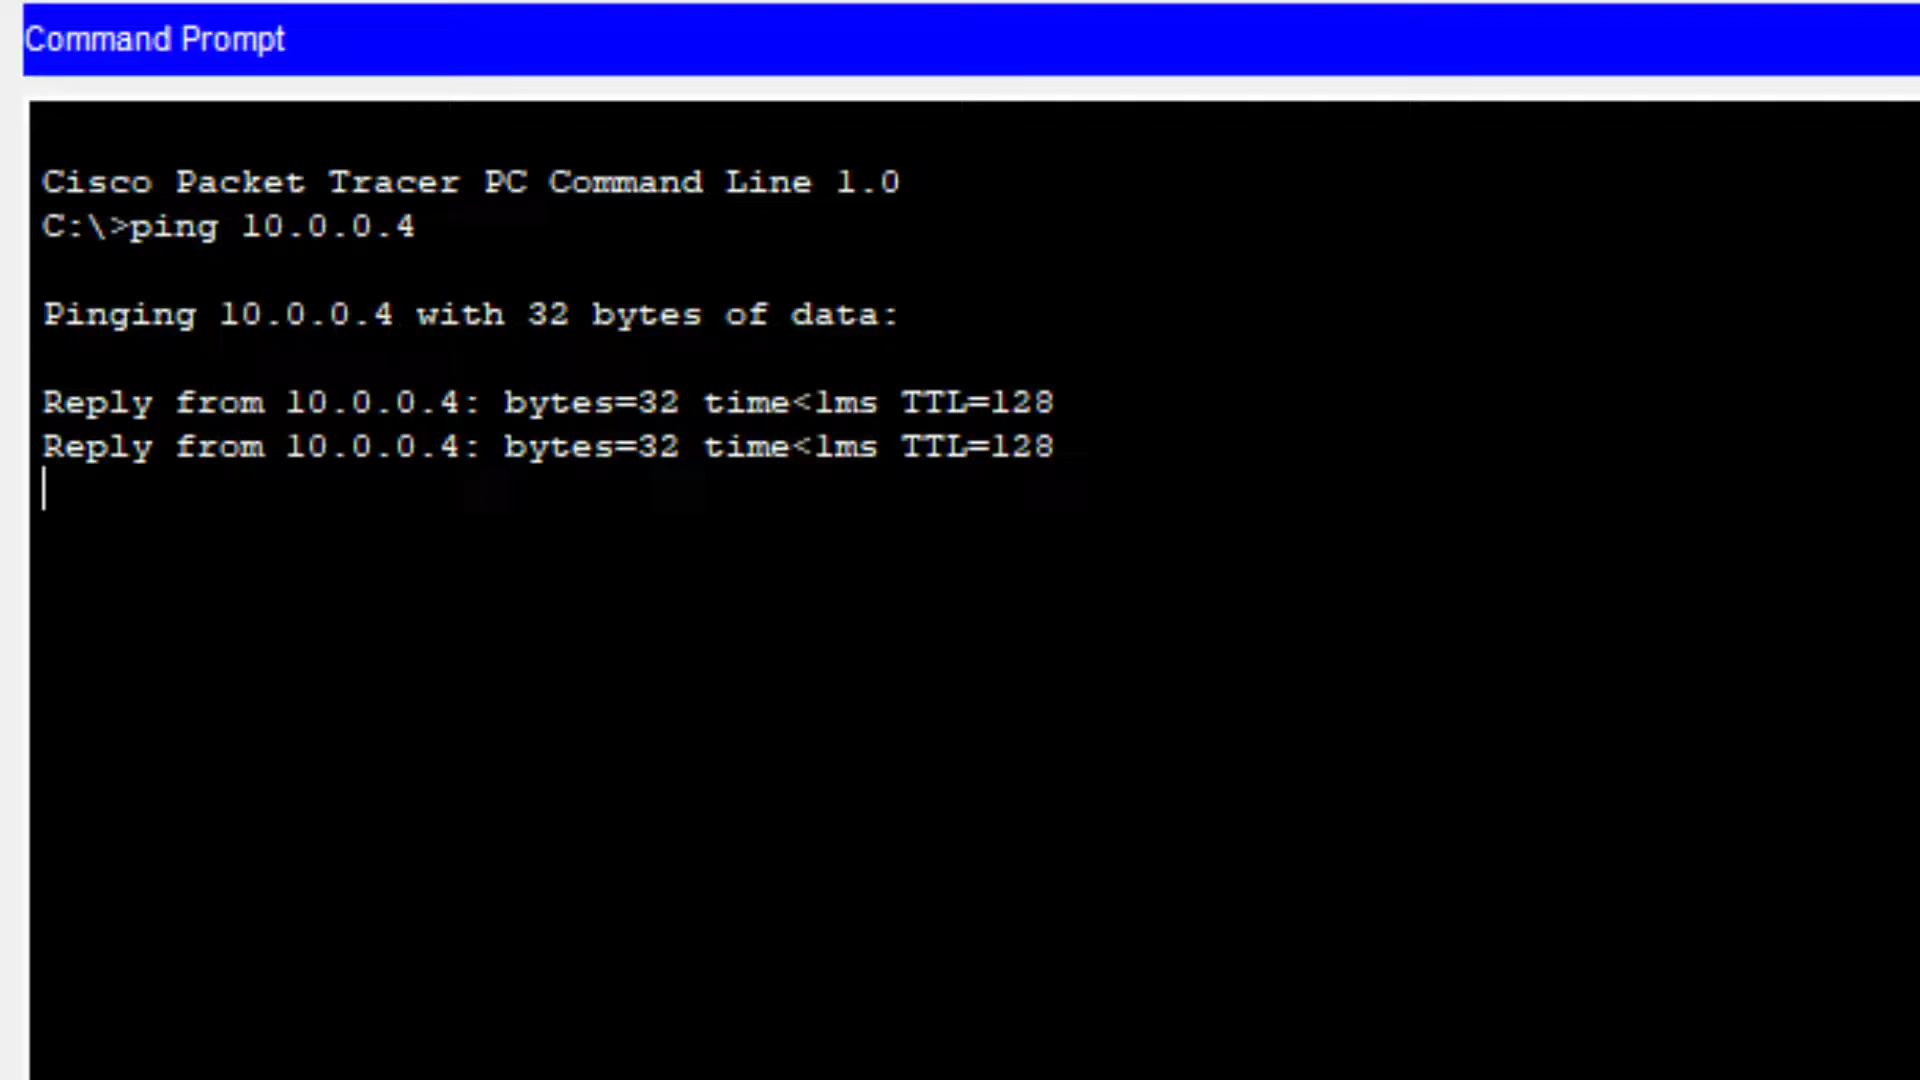 Command Prompt
Cisco Packet Tracer PC Command Line 1.0
C:\>ping 10.0.0.4
Pinging 10.0.0.4 with 32 bytes of data:
Reply from 10.0.0.4: bytes=32 time<1ms TTL=128
Reply from 10.0.0.4: bytes=32 time<1ms TTL=128